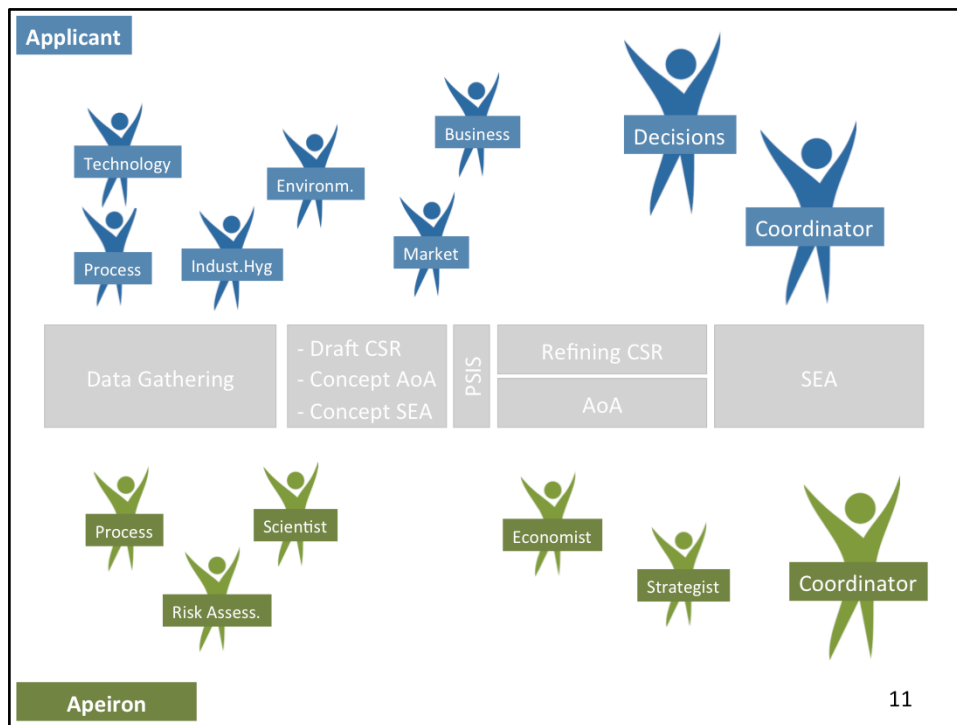 Applicant
Technology
Process
Indust.Hyg
Environm.
Business
Market
Decisions
Coordinator
Data Gathering
- Draft CSR
- Concept AoA
- Concept SEA
PSIS
Refining CSR
AoA
SEA
Process
Risk Assess.
Scientist
Economist
Strategist
Coordinator
Apeiron
11